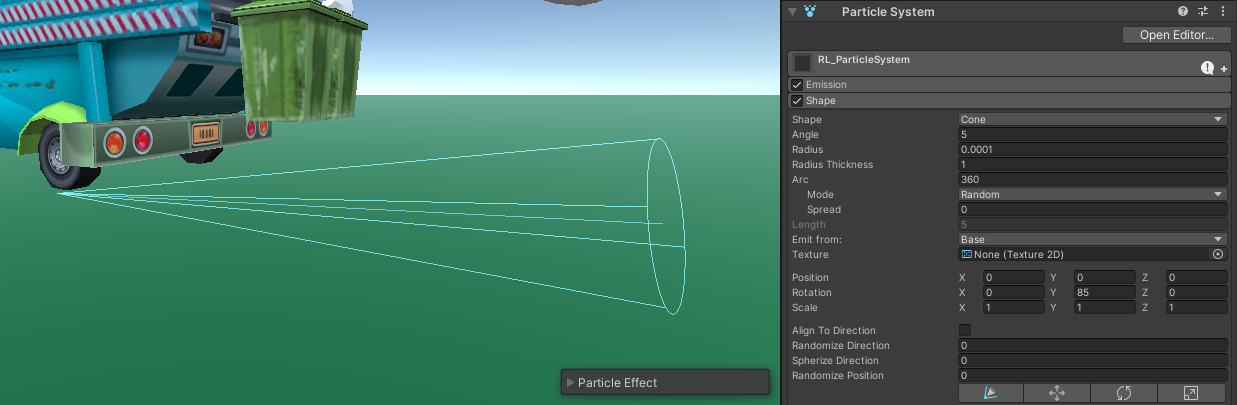 Particle System
Open Editor...
RL_ParticleSystem
Emission
Shape
Shape Cone
Angle 5
Radius 0.0001
Radius Thickness 1
Arc 360
Mode Random
Spread 0
Length 5
Emit from: Base
Texture None (Texture 2D)
Position X 0 Y 0 Z 0
Rotation X 0 Y 85 Z 0
Scale X 1 Y 1 Z 1
Align To Direction
Randomize Direction 0
Spherize Direction 0
Randomize Position 0
Particle Effect